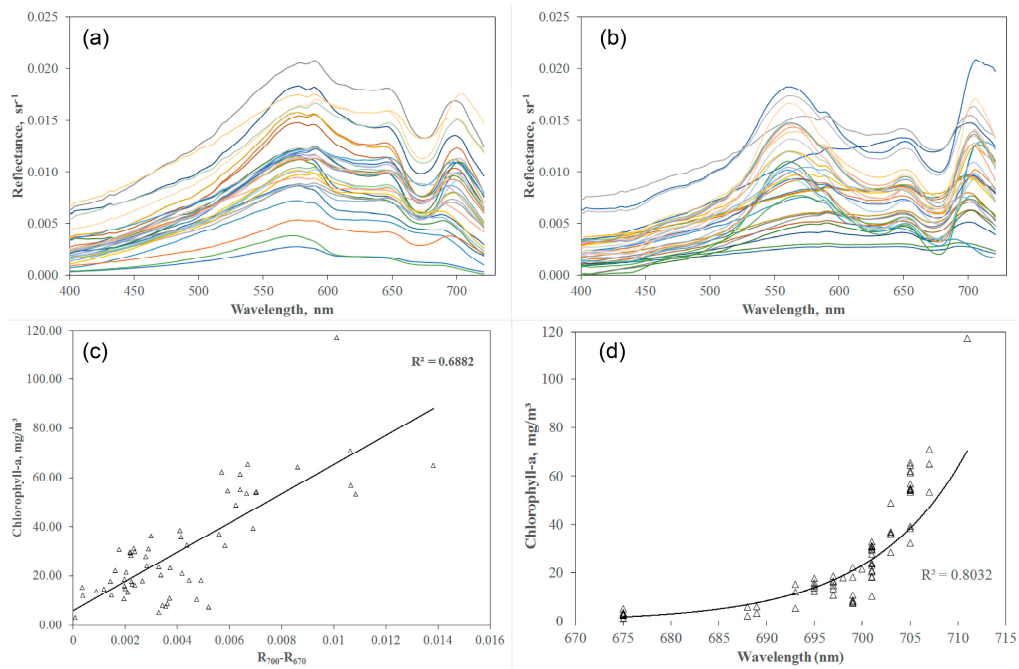 (a)
0.025
0.020
0.015
0.010
0.005
0.000
Reflectance, sr⁻¹
400 450 500 550 600 650 700
Wavelength, nm
(b)
0.025
0.020
0.015
0.010
0.005
0.000
Reflectance, sr⁻¹
400 450 500 550 600 650 700
Wavelength, nm
(c)
R² = 0.6882
120.00
100.00
80.00
60.00
40.00
20.00
0.00
Chlorophyll-a, mg/m³
0 0.002 0.004 0.006 0.008 0.01 0.012 0.014 0.016
R₇₀₀-R₆₇₀
(d)
120
100
80
60
40
20
0
Chlorophyll-a, mg/m³
R² = 0.8032
670 675 680 685 690 695 700 705 710 715
Wavelength (nm)